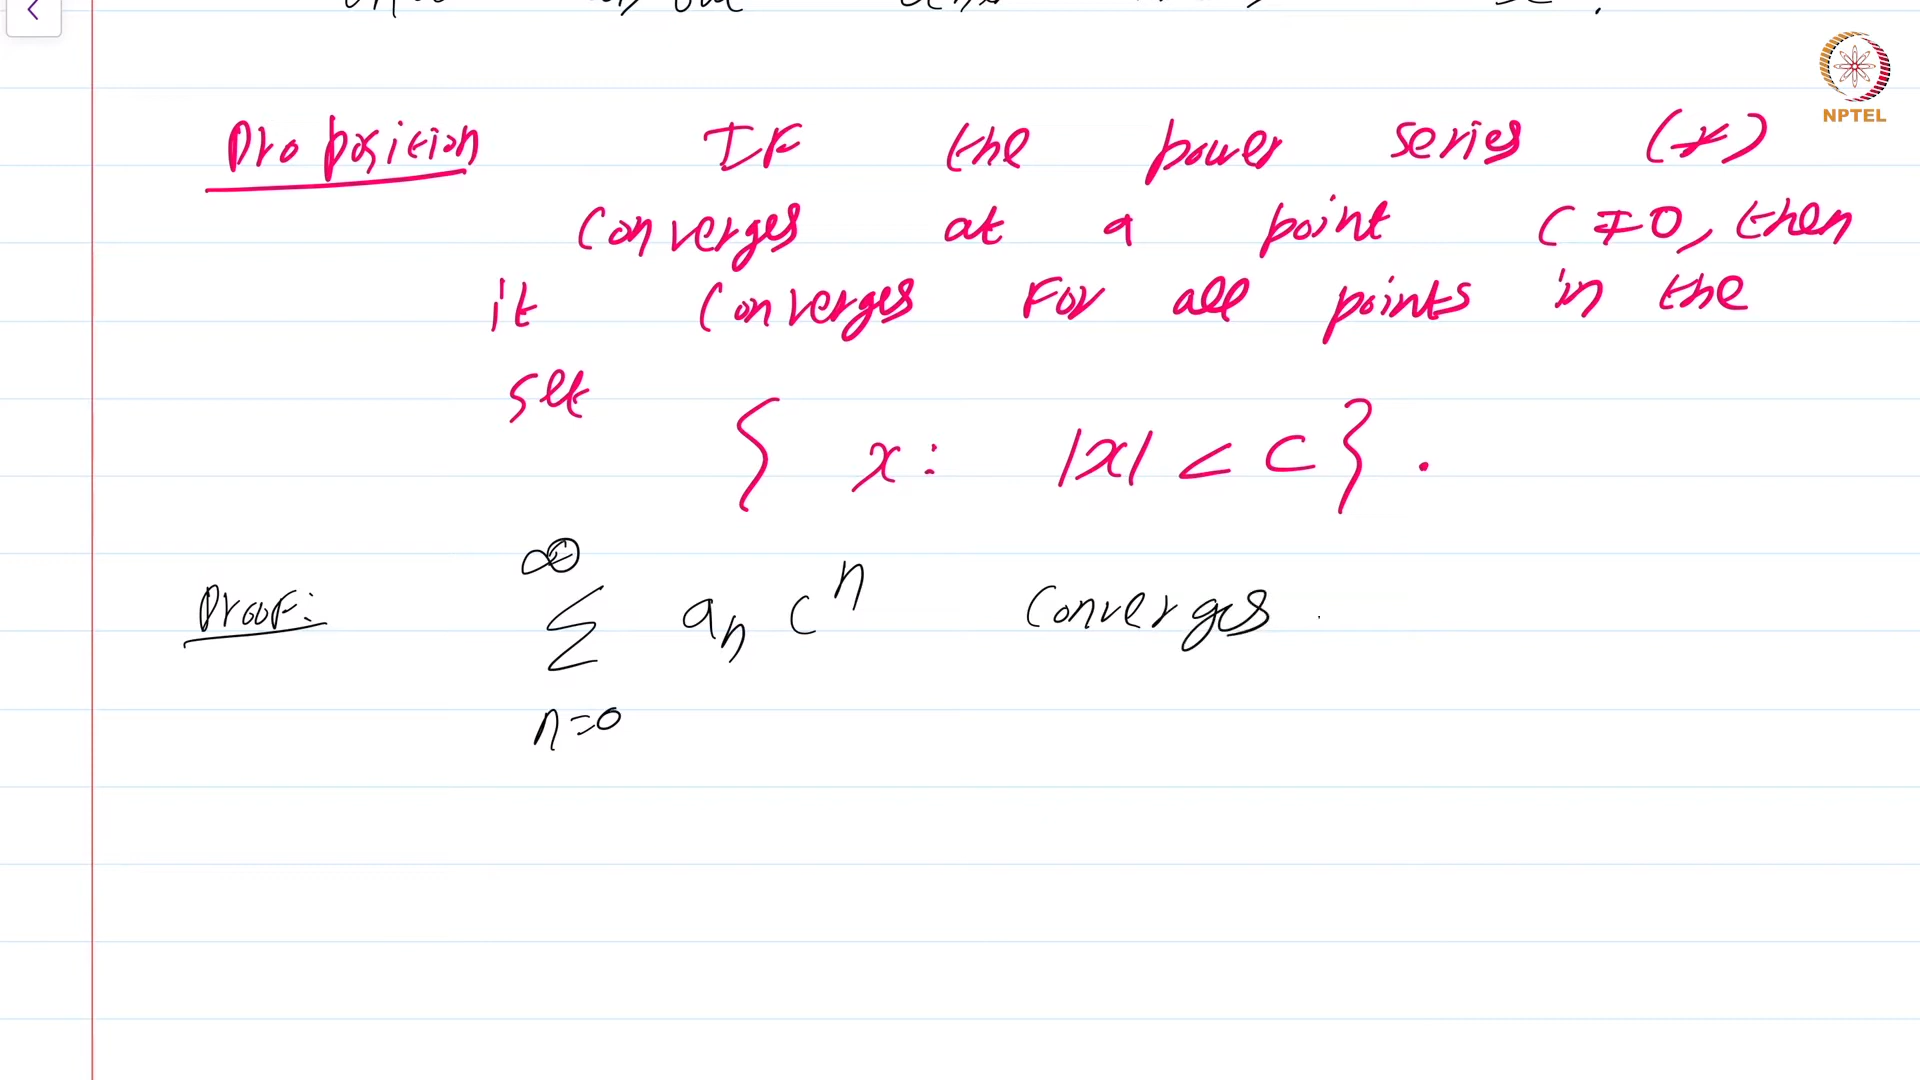 NPTEL
Proposition IF the power series (*)
converges at a point c ≠ 0, then
it converges For all points in the
set
{ x: |x| < c } .
Proof: ∞
∑ aₙ cⁿ converges .
n=0